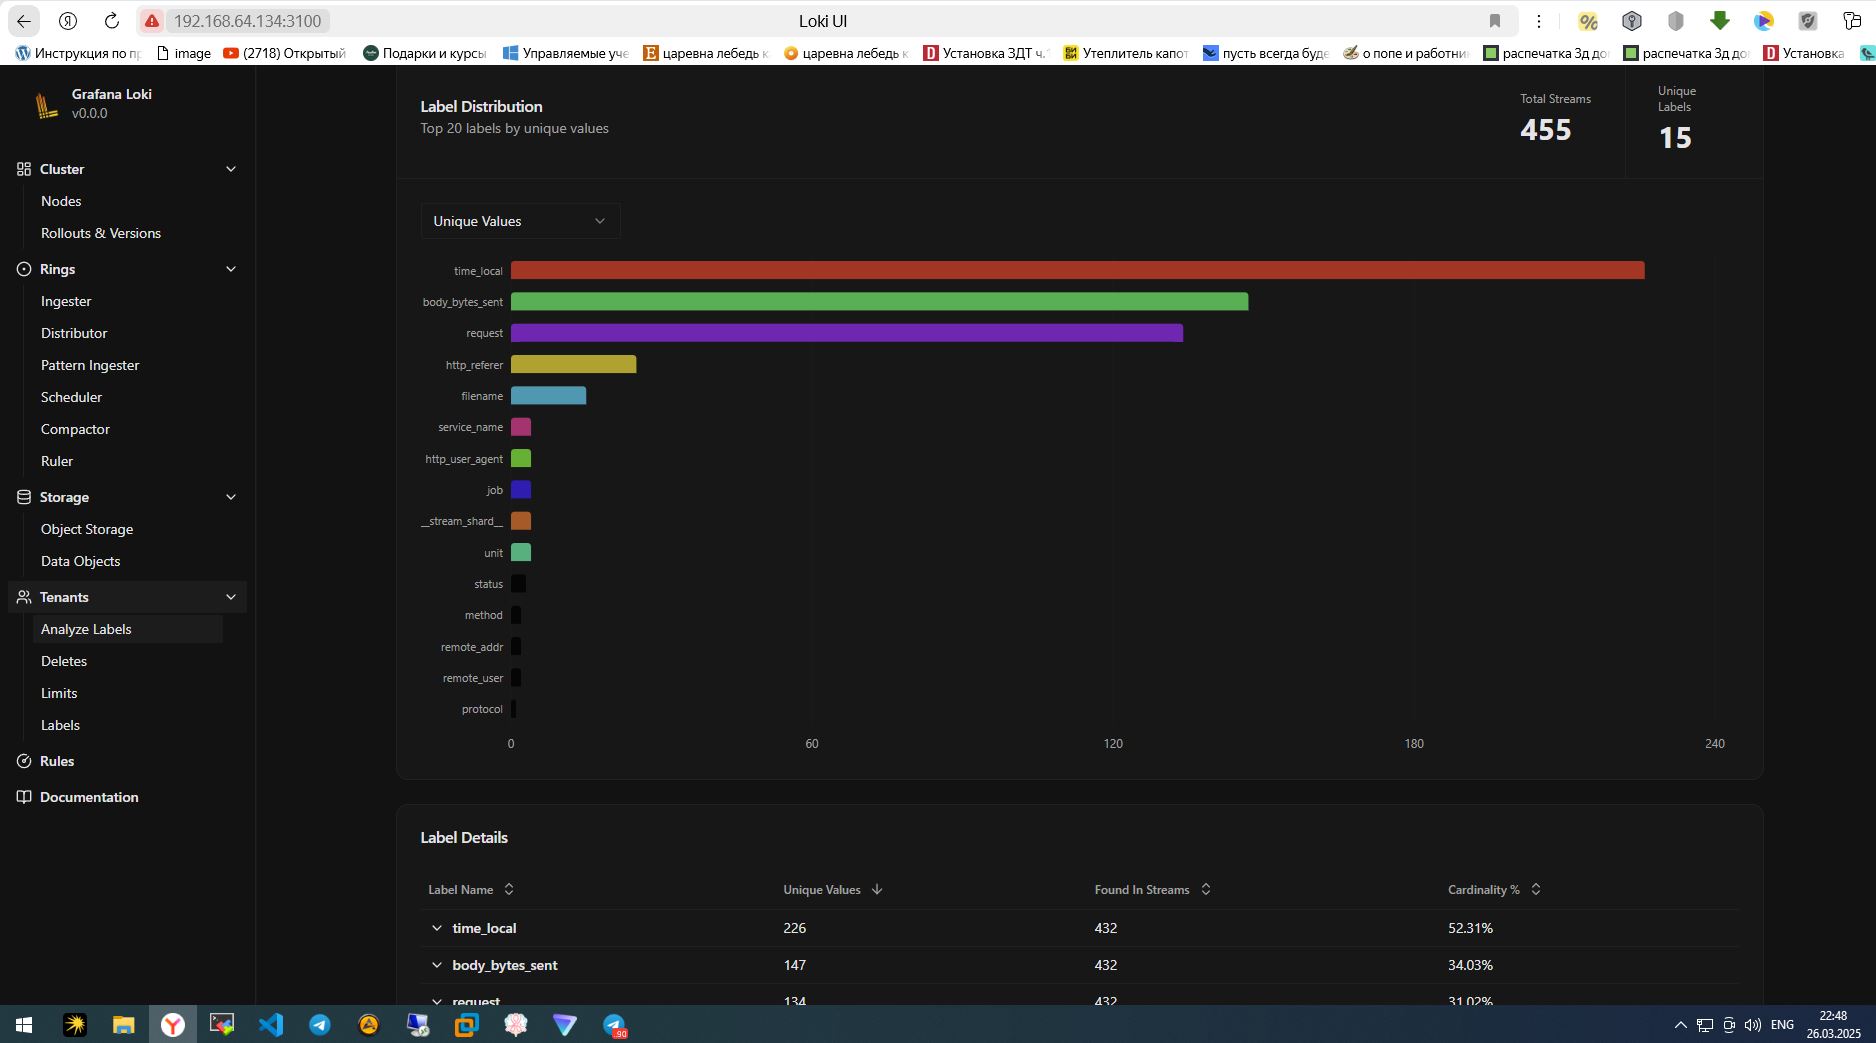 192.168.64.134:3100
Loki UI
Инструкция по пр
image
(2718) Открытый
Подарки и курсы
Управляемые уче
царевна лебедь к
царевна лебедь к
Установка ЗДТ ч.1
Утеплитель капот
пусть всегда буде
о попе и работник
распечатка 3д дог
распечатка 3д дог
Установка
Grafana Loki
v0.0.0
Cluster
Nodes
Rollouts & Versions
Rings
Ingester
Distributor
Pattern Ingester
Scheduler
Compactor
Ruler
Storage
Object Storage
Data Objects
Tenants
Analyze Labels
Deletes
Limits
Labels
Rules
Documentation
Label Distribution
Top 20 labels by unique values
Total Streams
455
Unique
Labels
15
Unique Values
time_local
body_bytes_sent
request
http_referer
filename
service_name
http_user_agent
job
__stream_shard__
unit
status
method
remote_addr
remote_user
protocol
0 60 120 180 240
Label Details
Label Name Unique Values Found In Streams Cardinality %
time_local 226 432 52.31%
body_bytes_sent 147 432 34.03%
request 134 432 31.02%
90
ENG
22:48
26.03.2025